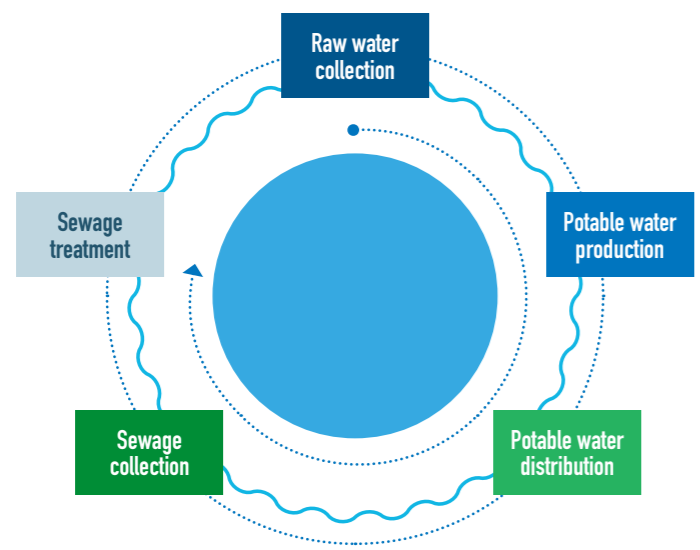 Raw water
collection
Potable water
production
Potable water
distribution
Sewage
collection
Sewage
treatment